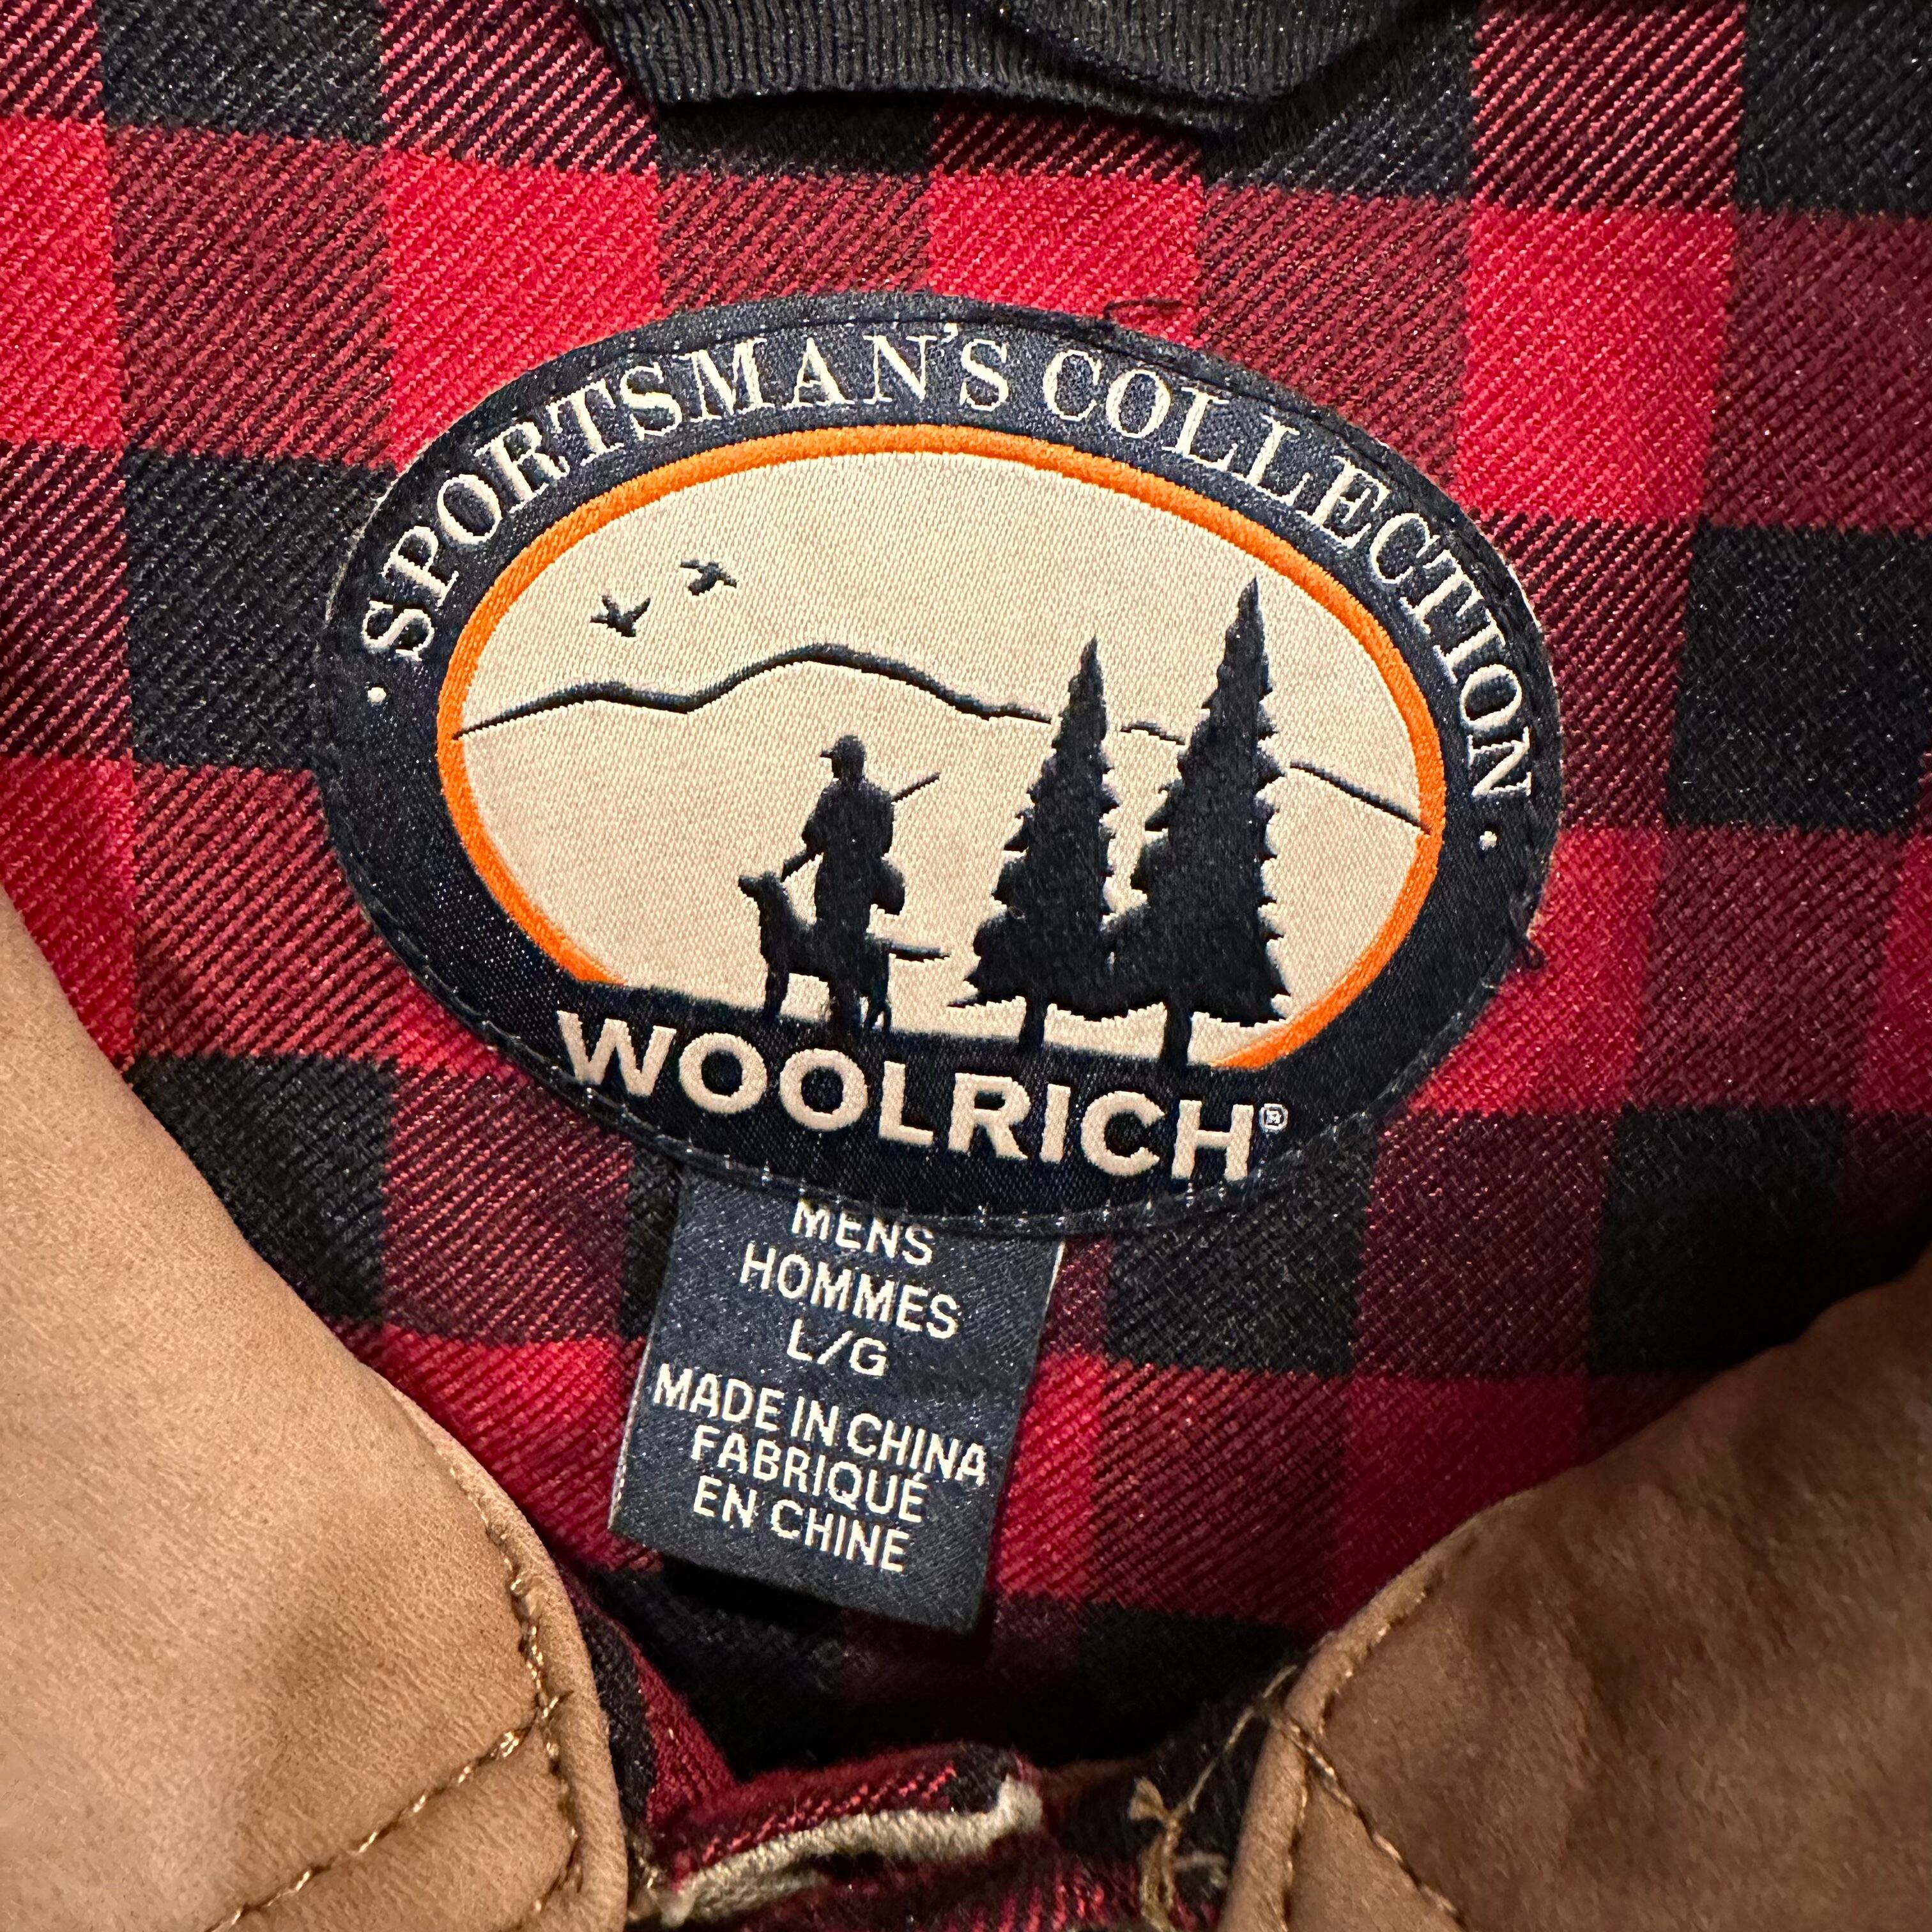 · SPORTSMAN'S COLLECTION ·
WOOLRICH®
MENS
HOMMES
L/G
MADE IN CHINA
FABRIQUÉ
EN CHINE